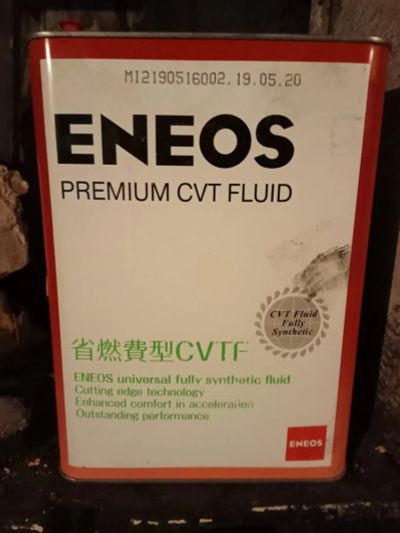 MI2190516002.19.05.20
ENEOS
PREMIUM CVT FLUID
CVT Fluid
Fully
Synthetic
省燃費型CVTF
ENEOS universal fully synthetic fluid
Cutting edge technology
Enhanced comfort in acceleration
Outstanding performance
ENEOS